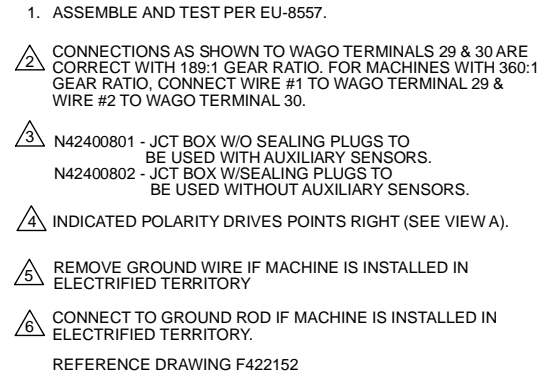 1. ASSEMBLE AND TEST PER EU-8557.
2 CONNECTIONS AS SHOWN TO WAGO TERMINALS 29 & 30 ARE
CORRECT WITH 189:1 GEAR RATIO. FOR MACHINES WITH 360:1
GEAR RATIO, CONNECT WIRE #1 TO WAGO TERMINAL 29 &
WIRE #2 TO WAGO TERMINAL 30.
3 N42400801 - JCT BOX W/O SEALING PLUGS TO
BE USED WITH AUXILIARY SENSORS.
N42400802 - JCT BOX W/SEALING PLUGS TO
BE USED WITHOUT AUXILIARY SENSORS.
4 INDICATED POLARITY DRIVES POINTS RIGHT (SEE VIEW A).
5 REMOVE GROUND WIRE IF MACHINE IS INSTALLED IN
ELECTRIFIED TERRITORY
6 CONNECT TO GROUND ROD IF MACHINE IS INSTALLED IN
ELECTRIFIED TERRITORY.
REFERENCE DRAWING F422152